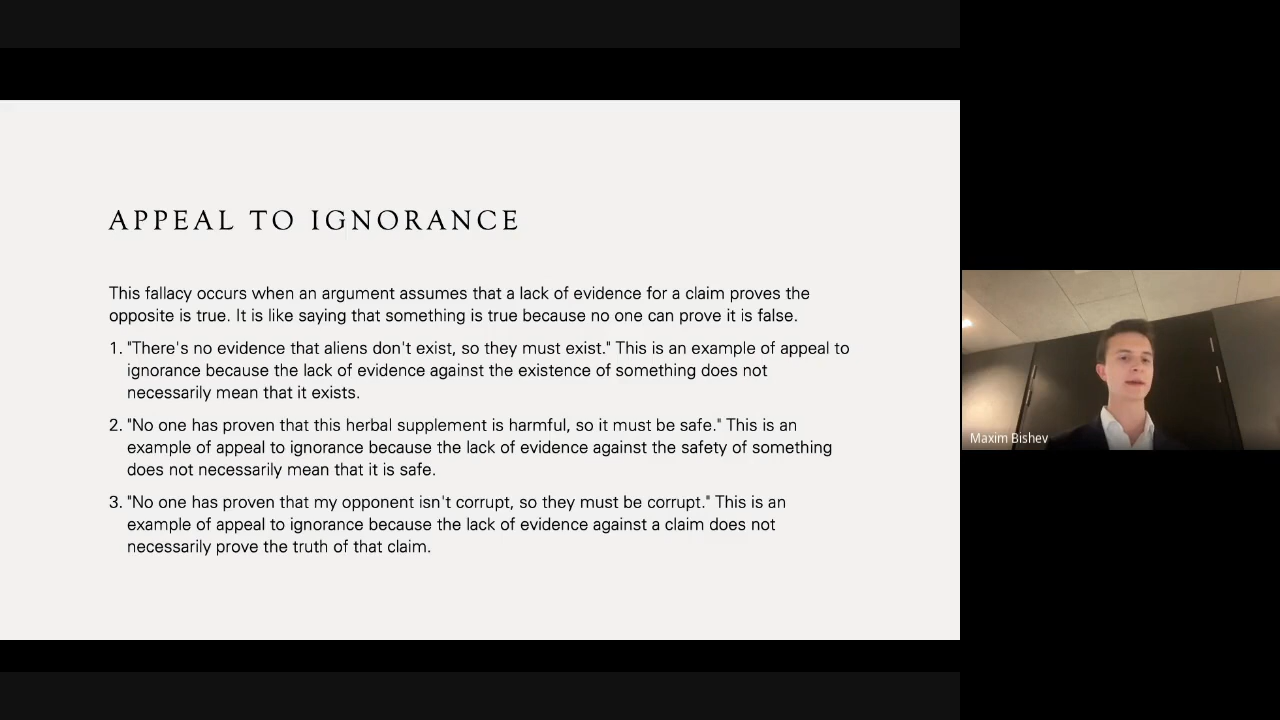 APPEAL TO IGNORANCE
This fallacy occurs when an argument assumes that a lack of evidence for a claim proves the
opposite is true. It is like saying that something is true because no one can prove it is false.
1. "There's no evidence that aliens don't exist, so they must exist." This is an example of appeal to
ignorance because the lack of evidence against the existence of something does not
necessarily mean that it exists.
2. "No one has proven that this herbal supplement is harmful, so it must be safe." This is an
example of appeal to ignorance because the lack of evidence against the safety of something
does not necessarily mean that it is safe.
3. "No one has proven that my opponent isn't corrupt, so they must be corrupt." This is an
example of appeal to ignorance because the lack of evidence against a claim does not
necessarily prove the truth of that claim.
Maxim Bishev